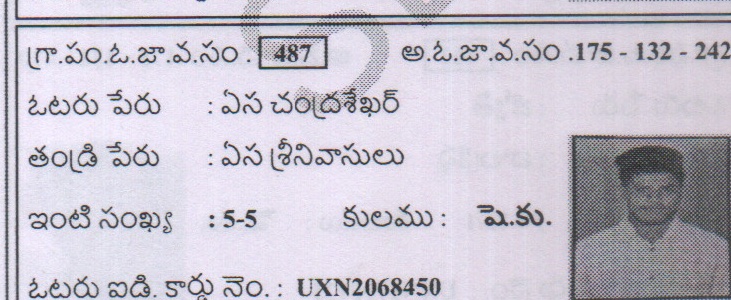 గ్రా.పం.ఓ.జా.వ.సం. 487 అ.ఓ.జా.వ.సం .175 - 132 - 242
ఓటరు పేరు : ఏస చంద్రశేఖర్
తండ్రి పేరు : ఏస శ్రీనివాసులు
ఇంటి సంఖ్య : 5-5 కులము : షె.కు.
ఓటరు ఐడి. కార్డు నెం. : UXN2068450